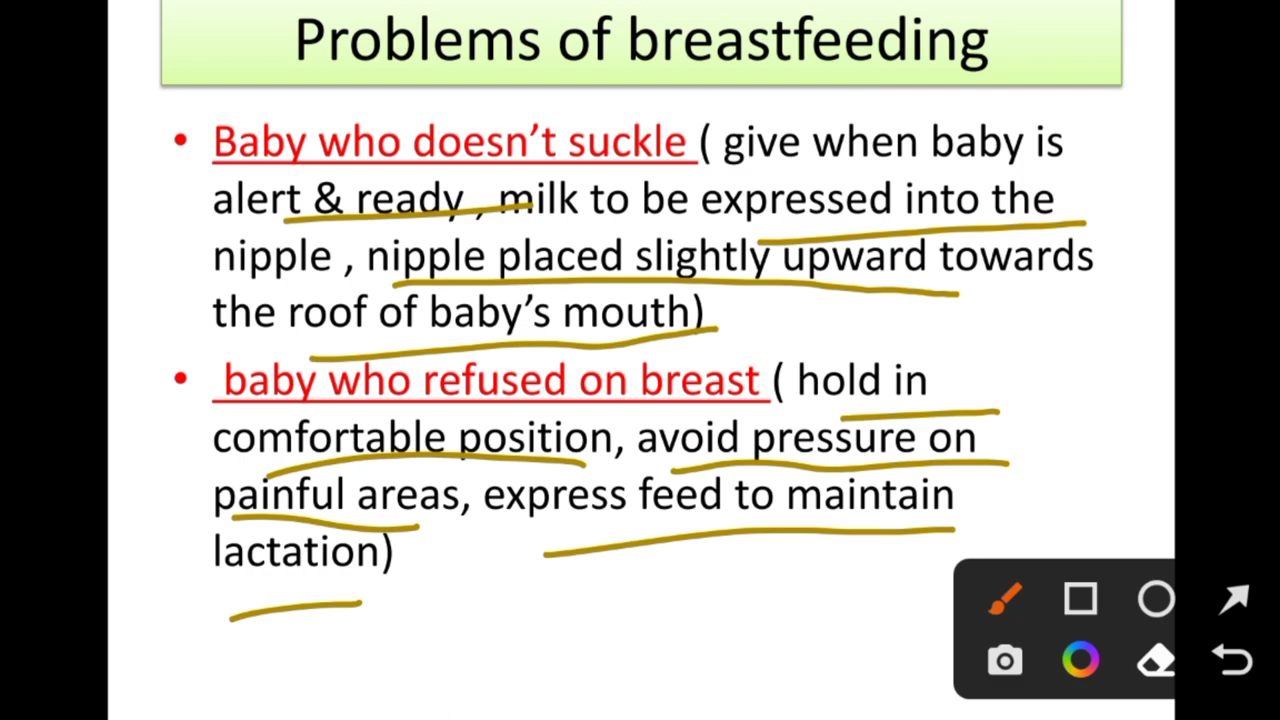 Problems of breastfeeding
• Baby who doesn't suckle ( give when baby is
alert & ready , milk to be expressed into the
nipple , nipple placed slightly upward towards
the roof of baby's mouth)
• baby who refused on breast ( hold in
comfortable position, avoid pressure on
painful areas, express feed to maintain
lactation)